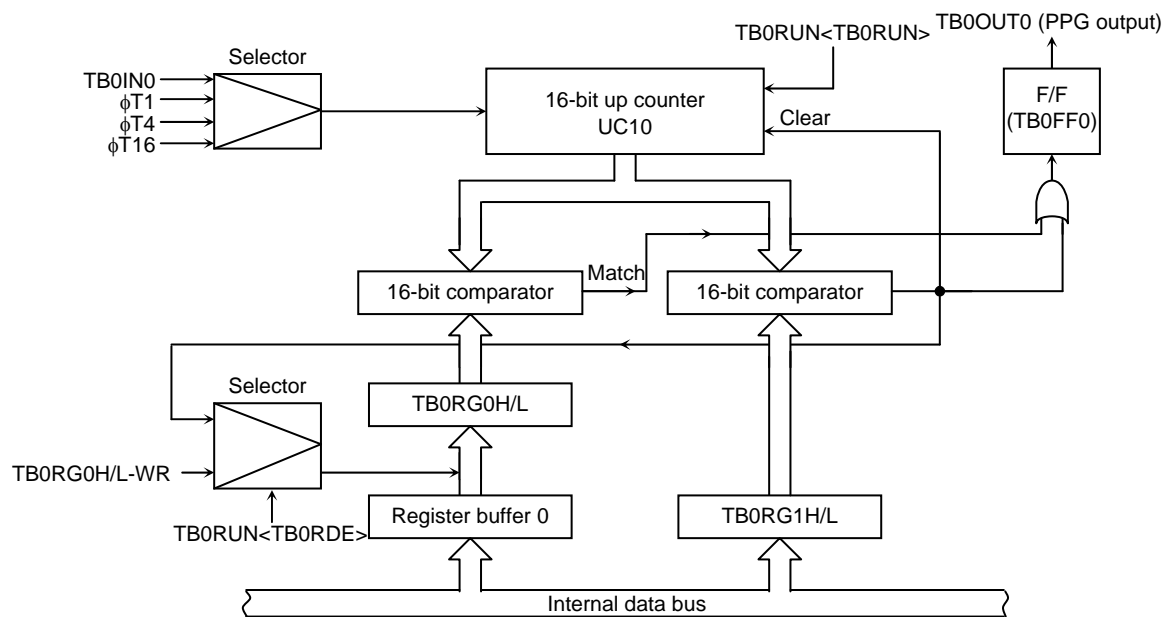 TB0OUT0 (PPG output)
TB0RUN<TB0RUN>
Selector
TB0IN0
ϕT1
ϕT4
ϕT16
16-bit up counter
UC10
Clear
F/F
(TB0FF0)
Match
16-bit comparator
16-bit comparator
Selector
TB0RG0H/L
TB0RG0H/L-WR
TB0RUN<TB0RDE>
Register buffer 0
TB0RG1H/L
Internal data bus